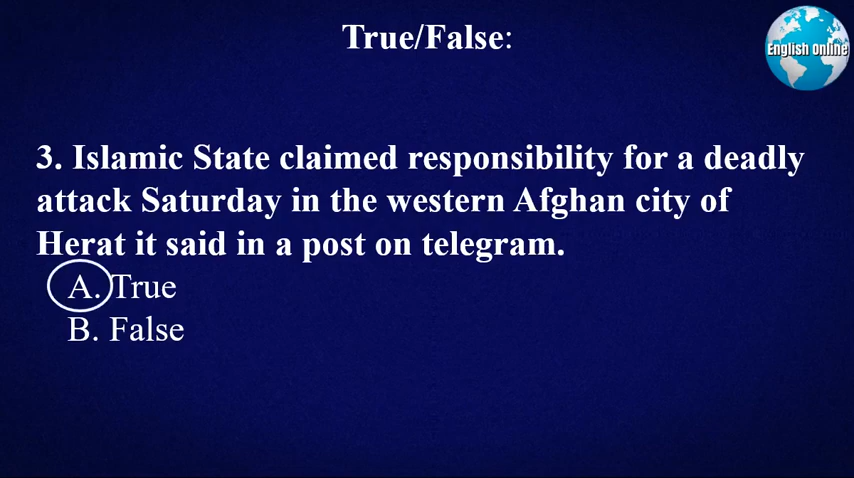 True/False:
English Online
3. Islamic State claimed responsibility for a deadly
attack Saturday in the western Afghan city of
Herat it said in a post on telegram.
A. True
B. False